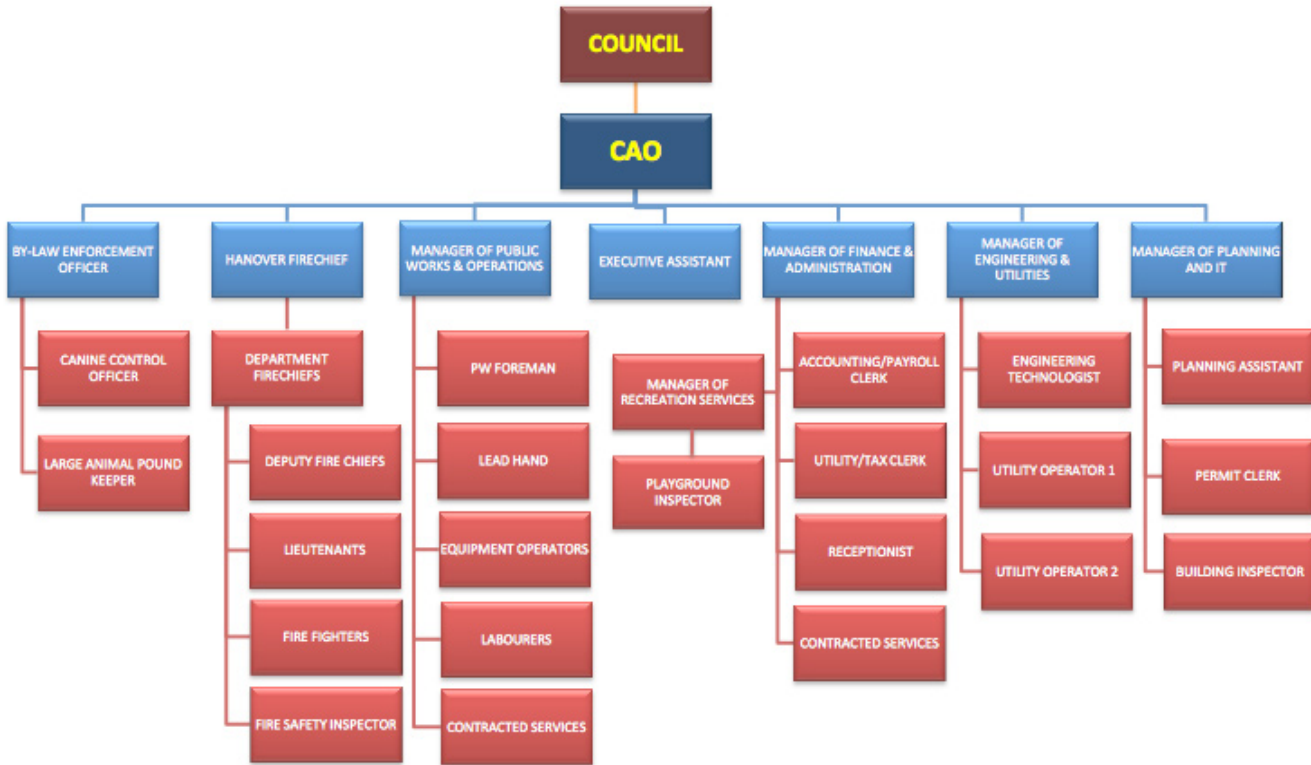 COUNCIL
CAO
BY-LAW ENFORCEMENT
OFFICER
HANOVER FIRECHIEF
MANAGER OF PUBLIC
WORKS & OPERATIONS
EXECUTIVE ASSISTANT
MANAGER OF FINANCE &
ADMINISTRATION
MANAGER OF
ENGINEERING &
UTILITIES
MANAGER OF PLANNING
AND IT
CANINE CONTROL
OFFICER
LARGE ANIMAL POUND
KEEPER
DEPARTMENT
FIRECHIEFS
DEPUTY FIRE CHIEFS
LIEUTENANTS
FIRE FIGHTERS
FIRE SAFETY INSPECTOR
PW FOREMAN
LEAD HAND
EQUIPMENT OPERATORS
LABOURERS
CONTRACTED SERVICES
MANAGER OF
RECREATION SERVICES
PLAYGROUND
INSPECTOR
ACCOUNTING/PAYROLL
CLERK
UTILITY/TAX CLERK
RECEPTIONIST
CONTRACTED SERVICES
ENGINEERING
TECHNOLOGIST
UTILITY OPERATOR 1
UTILITY OPERATOR 2
PLANNING ASSISTANT
PERMIT CLERK
BUILDING INSPECTOR